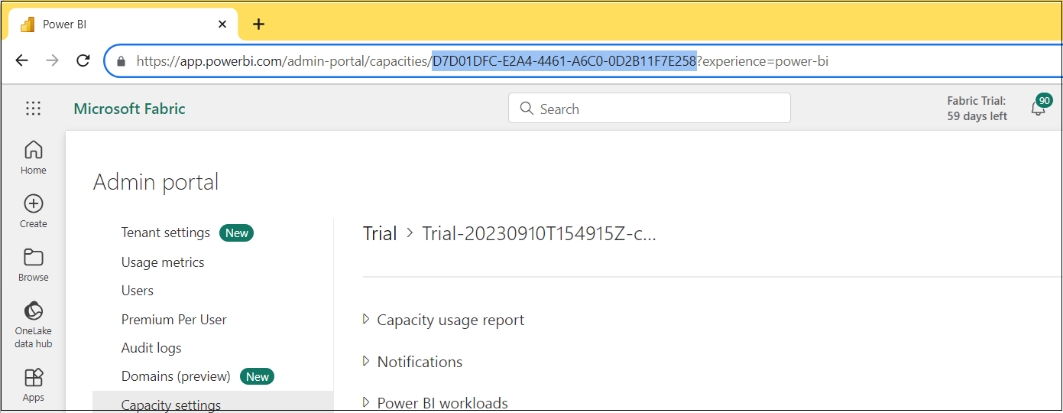 Power BI
https://app.powerbi.com/admin-portal/capacities/D7D01DFC-E2A4-4461-A6C0-0D2B11F7E258?experience=power-bi
Microsoft Fabric
Search
Fabric Trial:
59 days left
90
Home
Create
Browse
OneLake
data hub
Apps
Admin portal
Tenant settings New
Usage metrics
Users
Premium Per User
Audit logs
Domains (preview) New
Capacity settings
Trial > Trial-20230910T154915Z-c...
Capacity usage report
Notifications
Power BI workloads